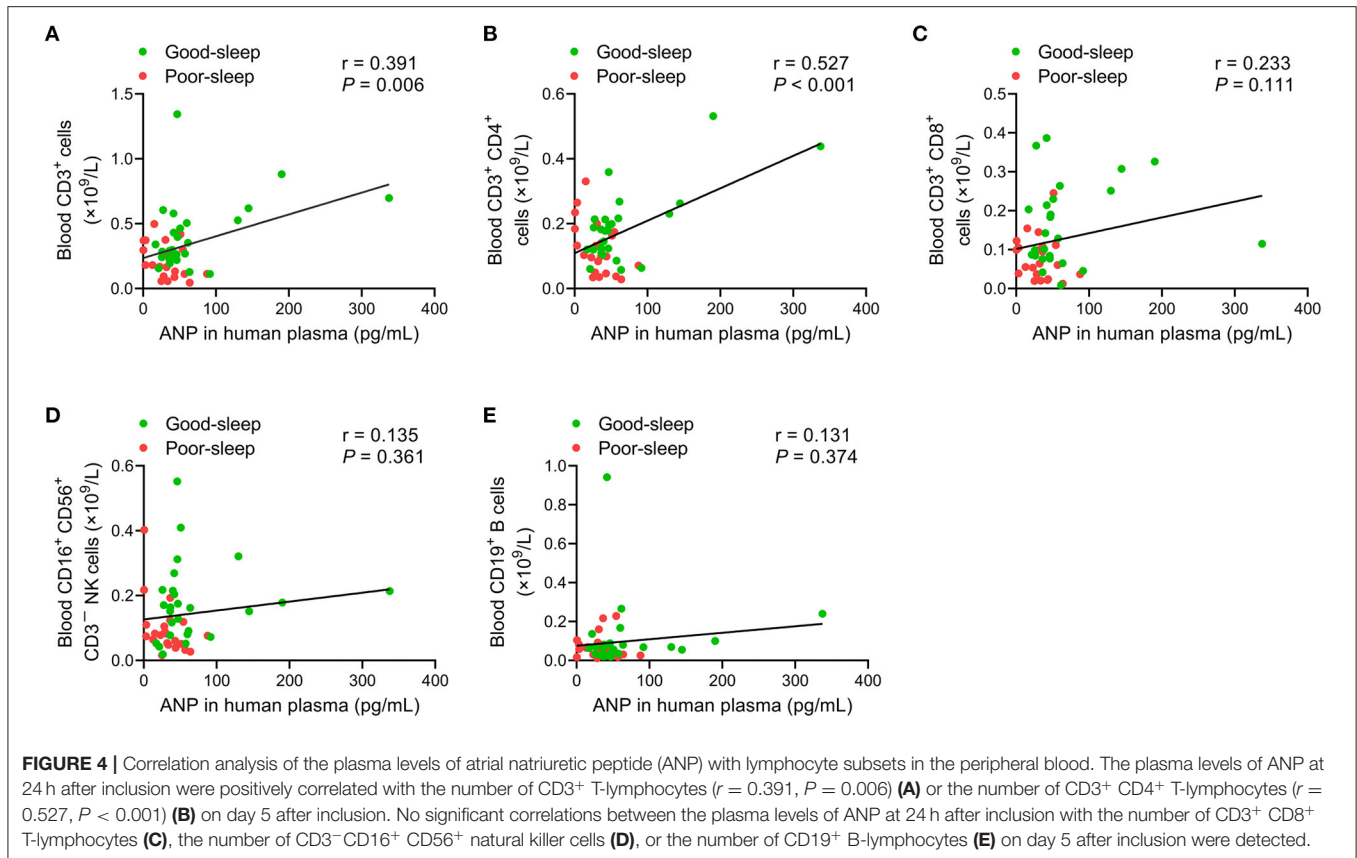 A
Good-sleep
Poor-sleep
r = 0.391
P = 0.006
Blood CD3⁺ cells
(×10⁹/L)
1.5
1.0
0.5
0.0
0 100 200 300 400
ANP in human plasma (pg/mL)
B
Good-sleep
Poor-sleep
r = 0.527
P < 0.001
Blood CD3⁺ CD4⁺
cells (×10⁹/L)
0.6
0.4
0.2
0.0
0 100 200 300 400
ANP in human plasma (pg/mL)
C
Good-sleep
Poor-sleep
r = 0.233
P = 0.111
Blood CD3⁺ CD8⁺
cells (×10⁹/L)
0.5
0.4
0.3
0.2
0.1
0.0
0 100 200 300 400
ANP in human plasma (pg/mL)
D
Good-sleep
Poor-sleep
r = 0.135
P = 0.361
Blood CD16⁺ CD56⁺
CD3⁻ NK cells (×10⁹/L)
0.6
0.4
0.2
0.0
0 100 200 300 400
ANP in human plasma (pg/mL)
E
Good-sleep
Poor-sleep
r = 0.131
P = 0.374
Blood CD19⁺ B cells
(×10⁹/L)
1.0
0.8
0.6
0.4
0.2
0.0
0 100 200 300 400
ANP in human plasma (pg/mL)
FIGURE 4 | Correlation analysis of the plasma levels of atrial natriuretic peptide (ANP) with lymphocyte subsets in the peripheral blood. The plasma levels of ANP at
24 h after inclusion were positively correlated with the number of CD3⁺ T-lymphocytes (r = 0.391, P = 0.006) (A) or the number of CD3⁺ CD4⁺ T-lymphocytes (r =
0.527, P < 0.001) (B) on day 5 after inclusion. No significant correlations between the plasma levels of ANP at 24 h after inclusion with the number of CD3⁺ CD8⁺
T-lymphocytes (C), the number of CD3⁻CD16⁺ CD56⁺ natural killer cells (D), or the number of CD19⁺ B-lymphocytes (E) on day 5 after inclusion were detected.